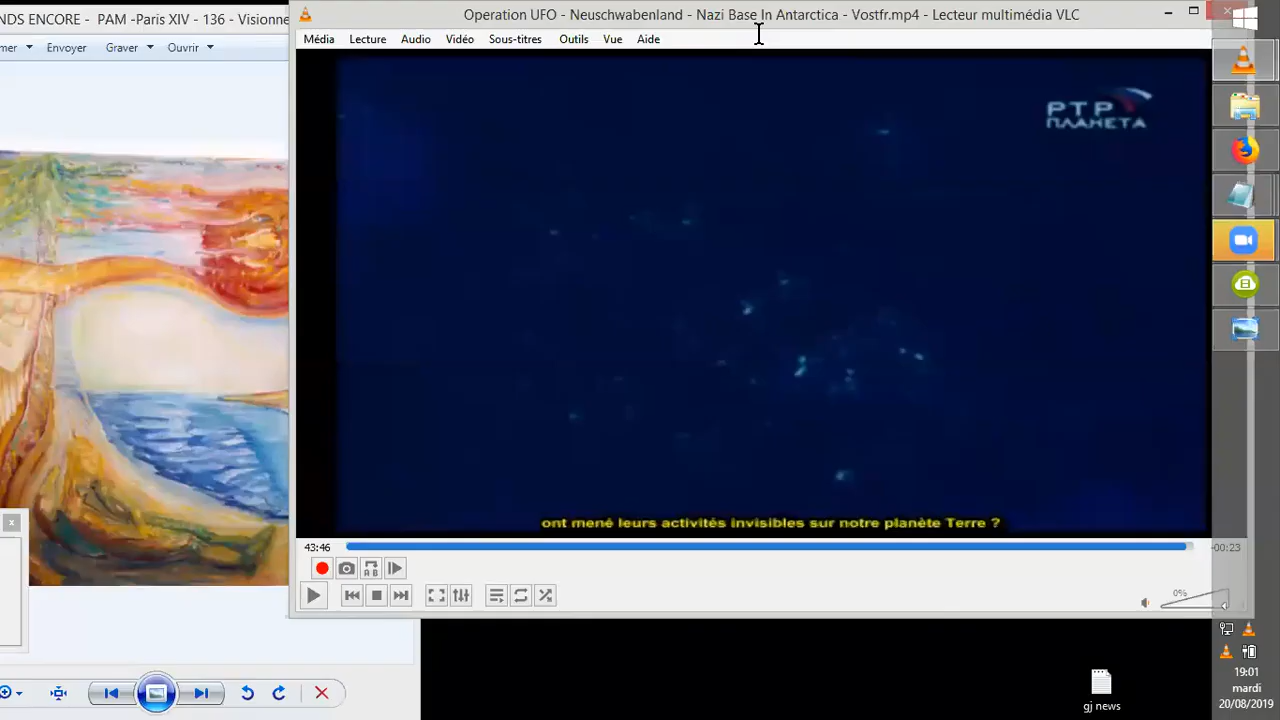 NDS ENCORE - PAM -Paris XIV - 136 - Visionne
mer Envoyer Graver Ouvrir
Operation UFO - Neuschwabenland - Nazi Base In Antarctica - Vostfr.mp4 - Lecteur multimédia VLC
Média Lecture Audio Vidéo Sous-titres Outils Vue Aide
РТР
ПЛАНЕТА
ont mené leurs activités invisibles sur notre planète Terre ?
43:46
-00:23
0%
gj news
19:01
mardi
20/08/2019